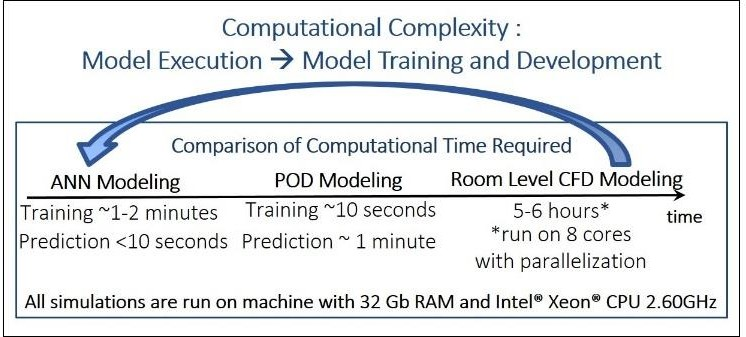 Computational Complexity :
Model Execution → Model Training and Development
Comparison of Computational Time Required
ANN Modeling
Training ~1-2 minutes
Prediction <10 seconds
POD Modeling
Training ~10 seconds
Prediction ~ 1 minute
Room Level CFD Modeling
5-6 hours*
*run on 8 cores
with parallelization
time
All simulations are run on machine with 32 Gb RAM and Intel® Xeon® CPU 2.60GHz